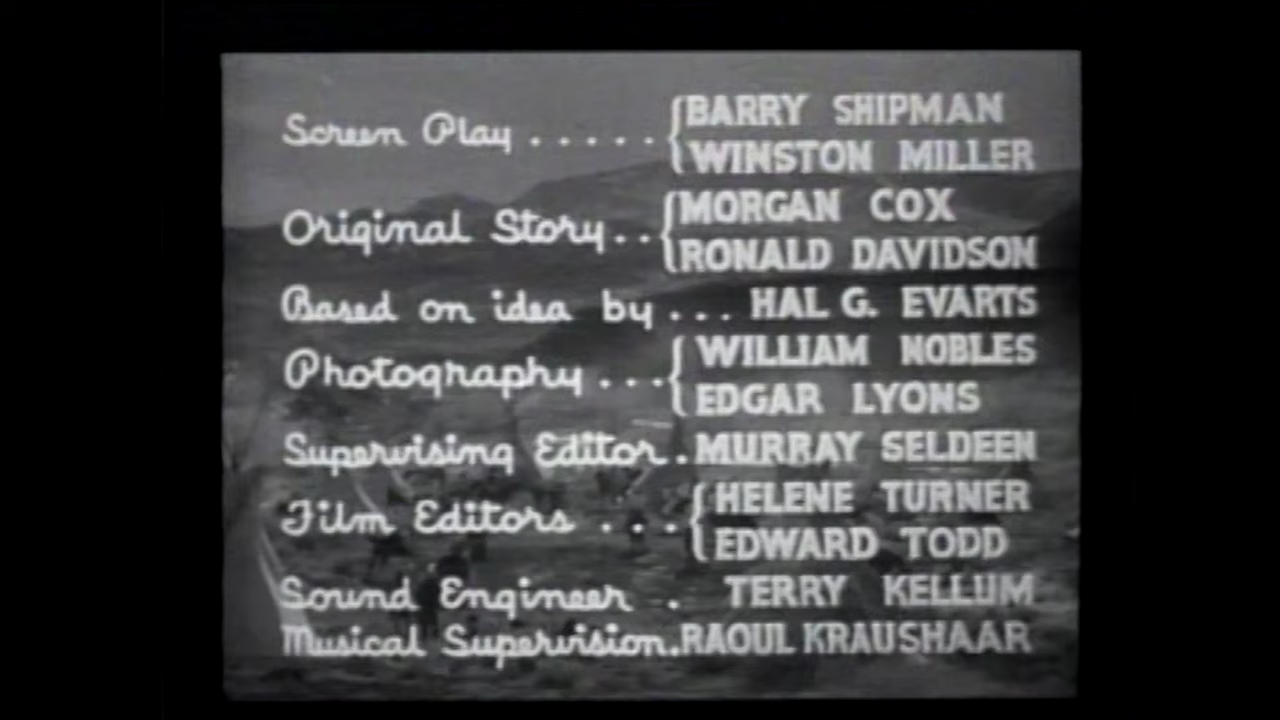 Screen Play ..... { BARRY SHIPMAN
WINSTON MILLER
Original Story .. { MORGAN COX
RONALD DAVIDSON
Based on idea by ... HAL G. EVARTS
Photography ... { WILLIAM NOBLES
EDGAR LYONS
Supervising Editor . MURRAY SELDEEN
Film Editors ... { HELENE TURNER
EDWARD TODD
Sound Engineer . TERRY KELLUM
Musical Supervision. RAOUL KRAUSHAAR